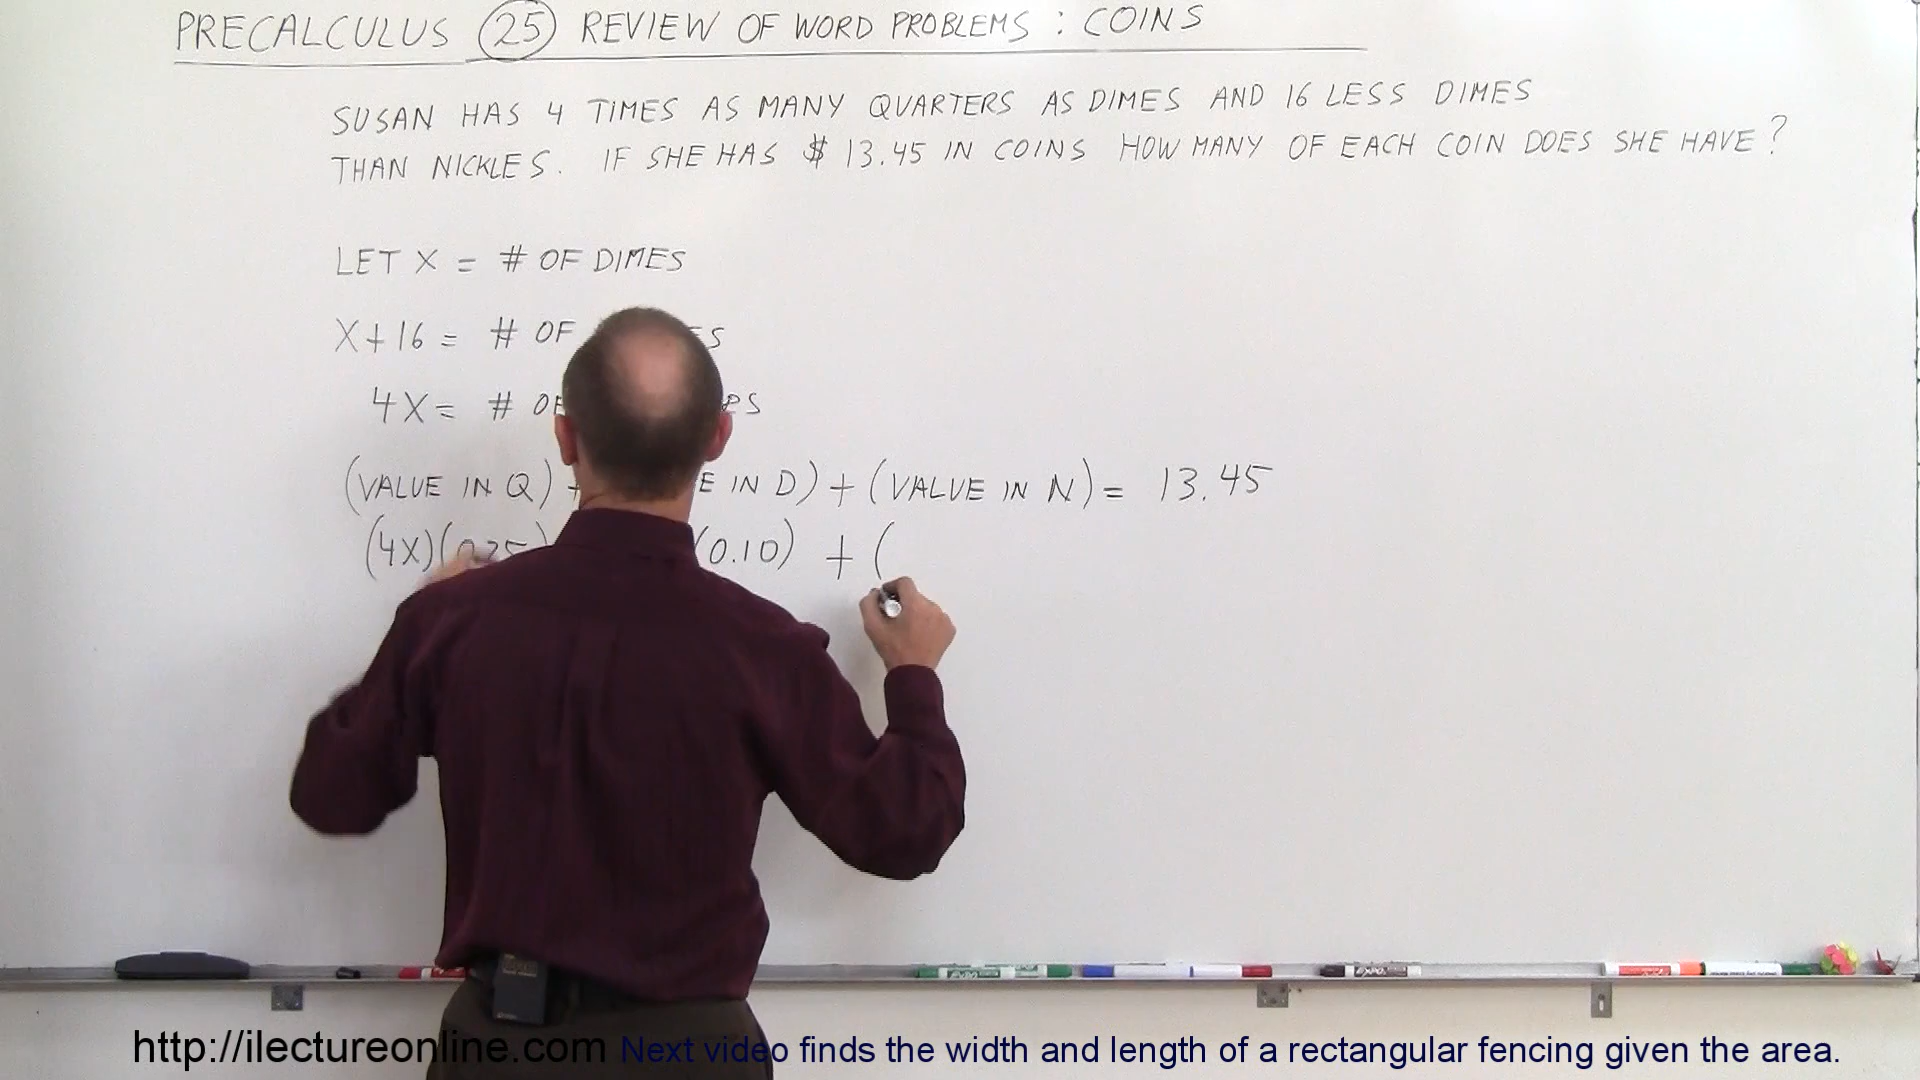 PRECALCULUS 25 REVIEW OF WORD PROBLEMS : COINS
SUSAN HAS 4 TIMES AS MANY QUARTERS AS DIMES AND 16 LESS DIMES
THAN NICKLES. IF SHE HAS $ 13.45 IN COINS HOW MANY OF EACH COIN DOES SHE HAVE?
LET X = # OF DIMES
X+16 = # OF
4X = # OF
(VALUE IN Q) + E IN D) + (VALUE IN N) = 13.45
(4X)(0.25) (0.10) + (
http://ilectureonline.com Next video finds the width and length of a rectangular fencing given the area.